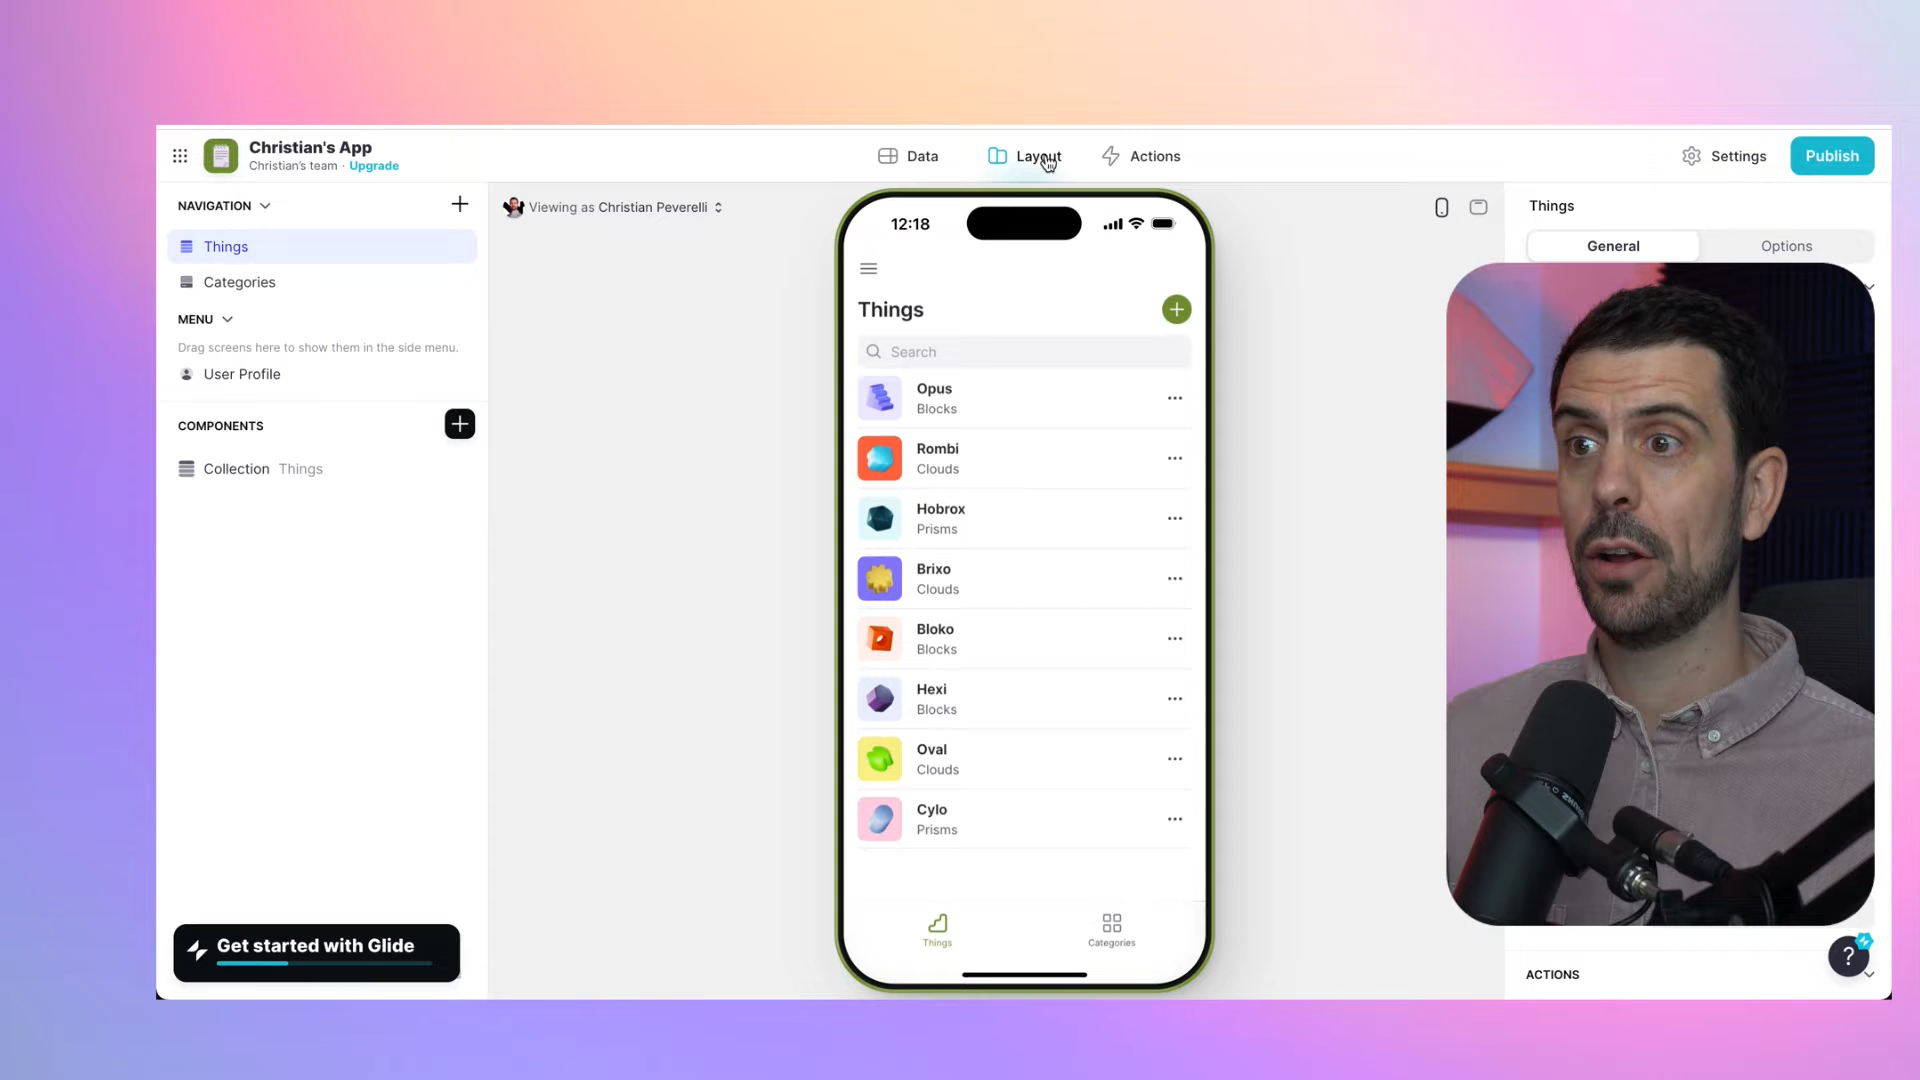 Christian's App
Christian's team · Upgrade
Data
Layout
Actions
Settings
Publish
NAVIGATION
Things
Categories
MENU
Drag screens here to show them in the side menu.
User Profile
COMPONENTS
Collection Things
Get started with Glide
Viewing as Christian Peverelli
12:18
Things
Search
Opus
Blocks
Rombi
Clouds
Hobrox
Prisms
Brixo
Clouds
Bloko
Blocks
Hexi
Blocks
Oval
Clouds
Cylo
Prisms
Things
Categories
Things
General
Options
ACTIONS
?